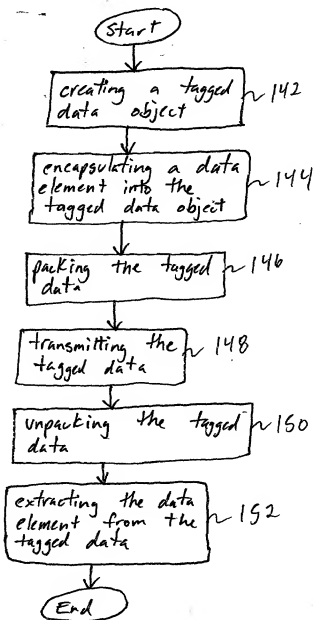 Start
creating a tagged
data object
142
encapsulating a data
element into the
tagged data object
144
packing the tagged
data
146
transmitting the
tagged data
148
unpacking the tagged
data
150
extracting the data
element from the
tagged data
152
End